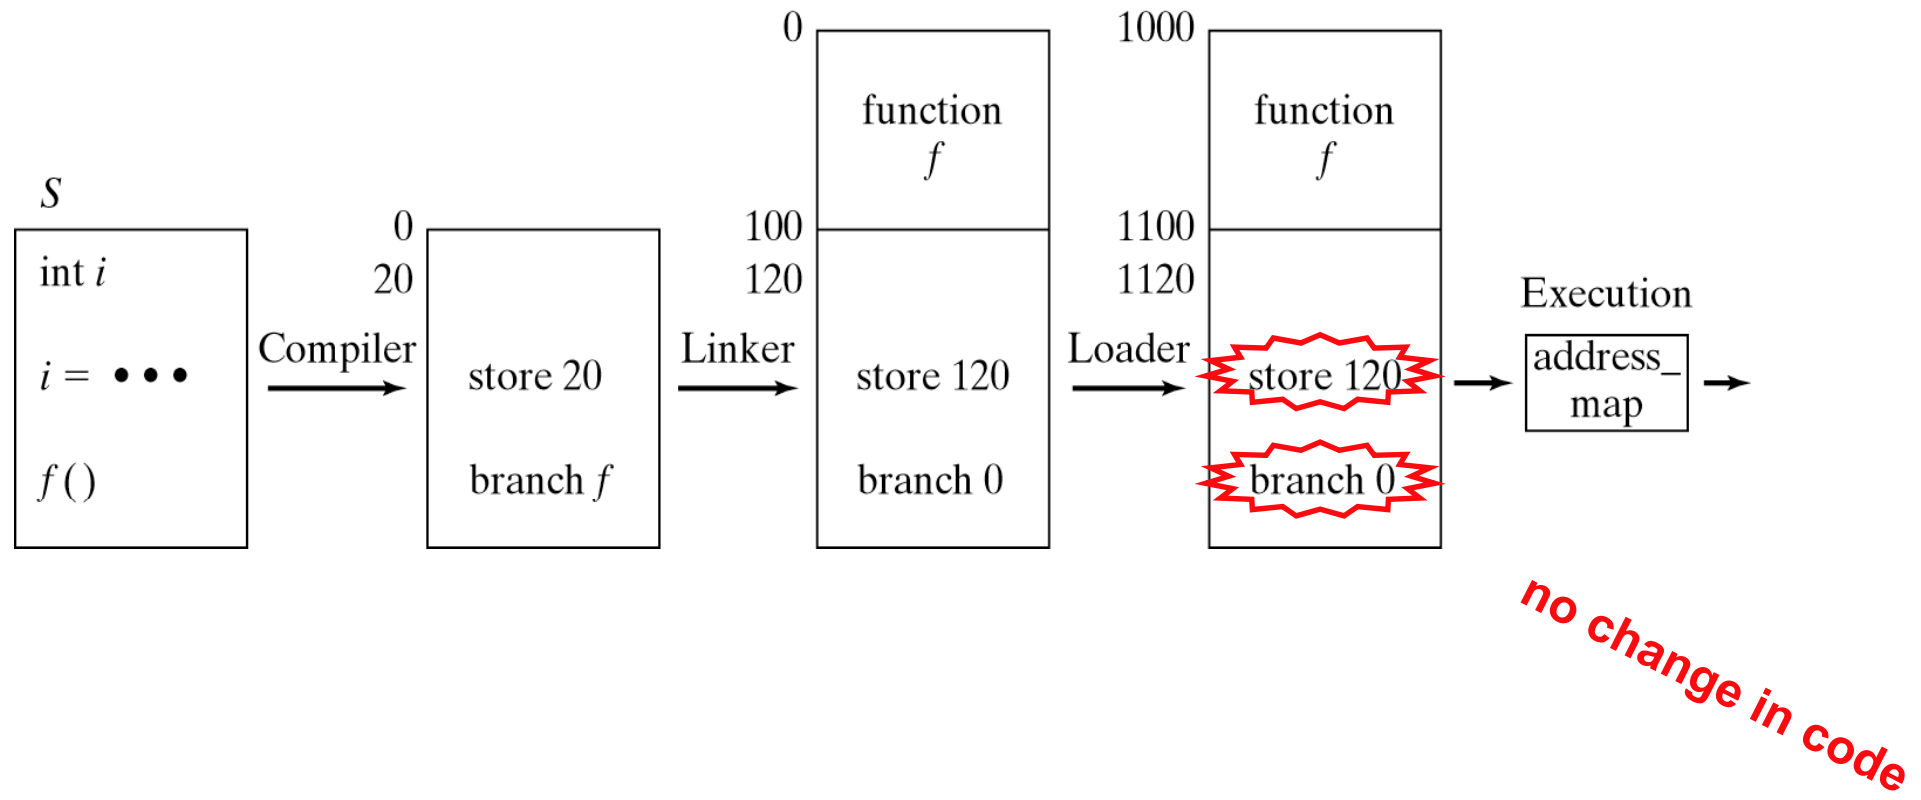 S
int i
i = •••
f ( )
Compiler
0
20
store 20
branch f
Linker
0
function
f
100
120
store 120
branch 0
Loader
1000
function
f
1100
1120
store 120
branch 0
Execution
address_
map
no change in code